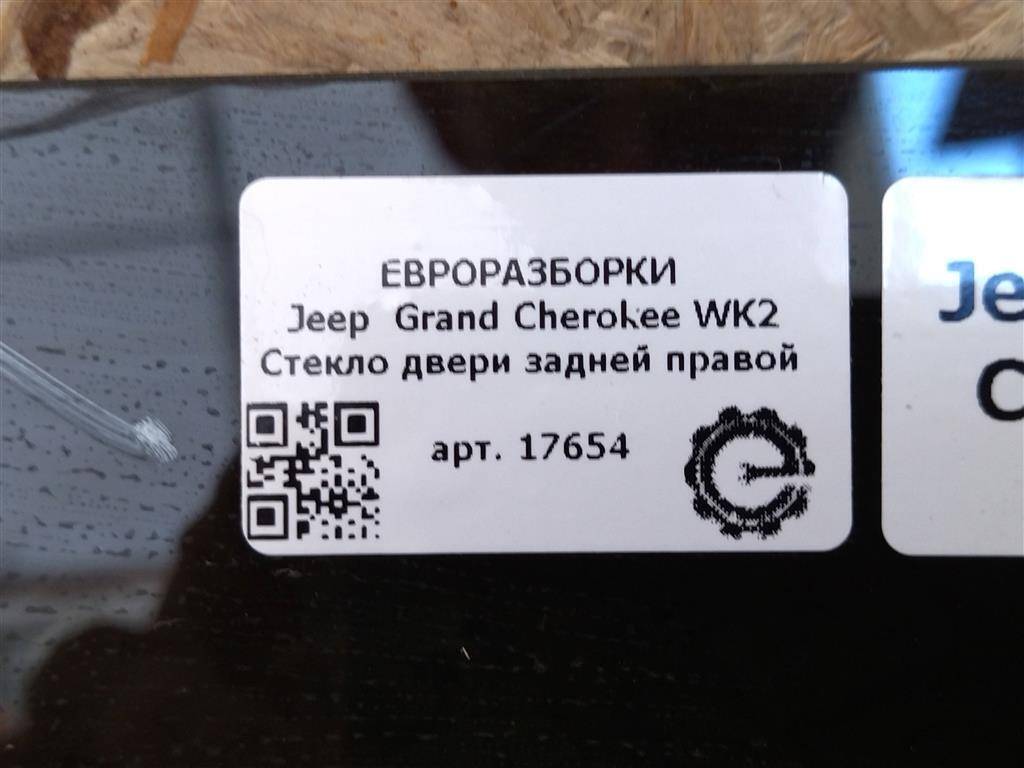 ЕВРОРАЗБОРКИ
Jeep Grand Cherokee WK2
Стекло двери задней правой
арт. 17654